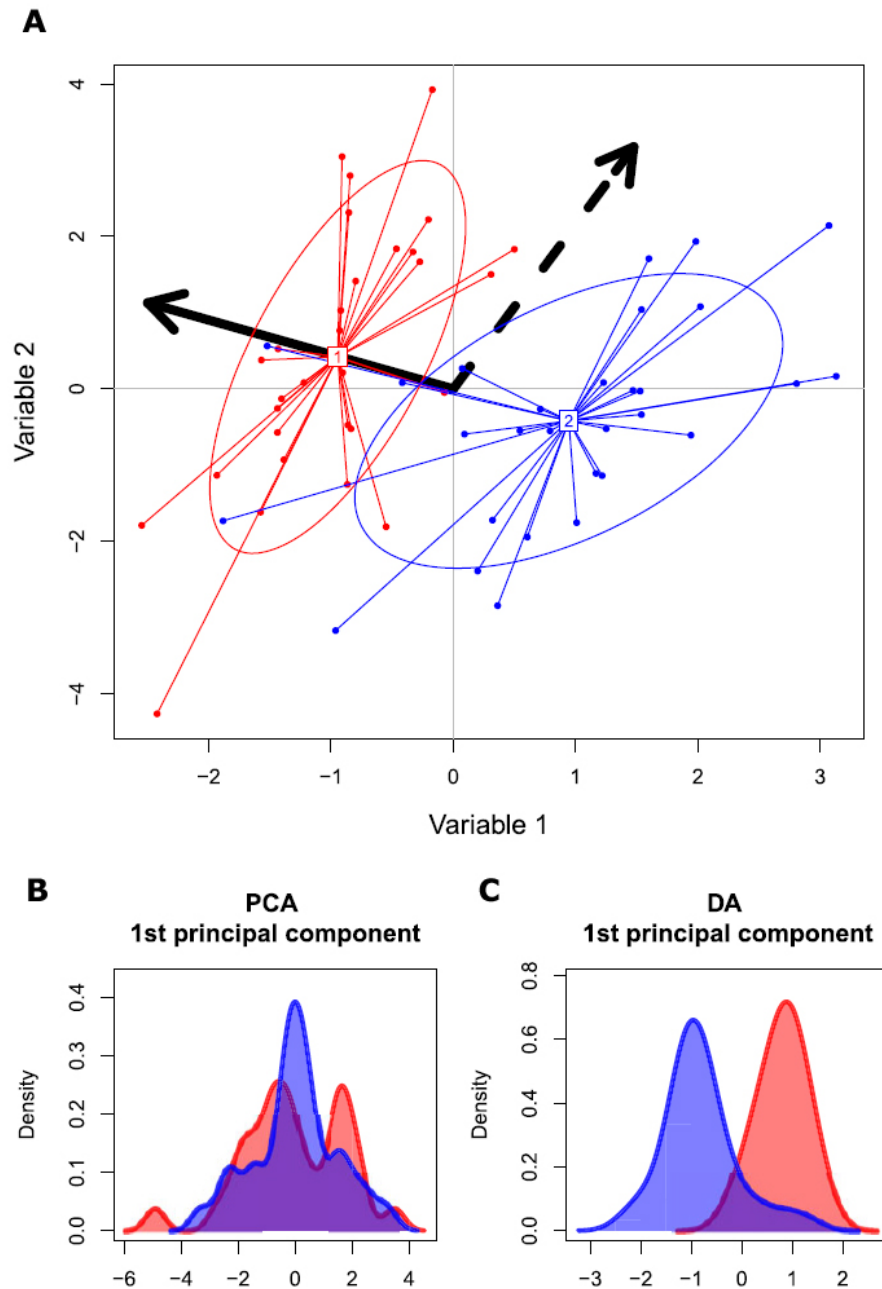 A
4
2
0
−2
−4
Variable 2
1
2
−2 −1 0 1 2 3
Variable 1
B
PCA
1st principal component
0.4
0.3
0.2
0.1
0.0
Density
−6 −4 −2 0 2 4
C
DA
1st principal component
0.8
0.6
0.4
0.2
0.0
Density
−3 −2 −1 0 1 2